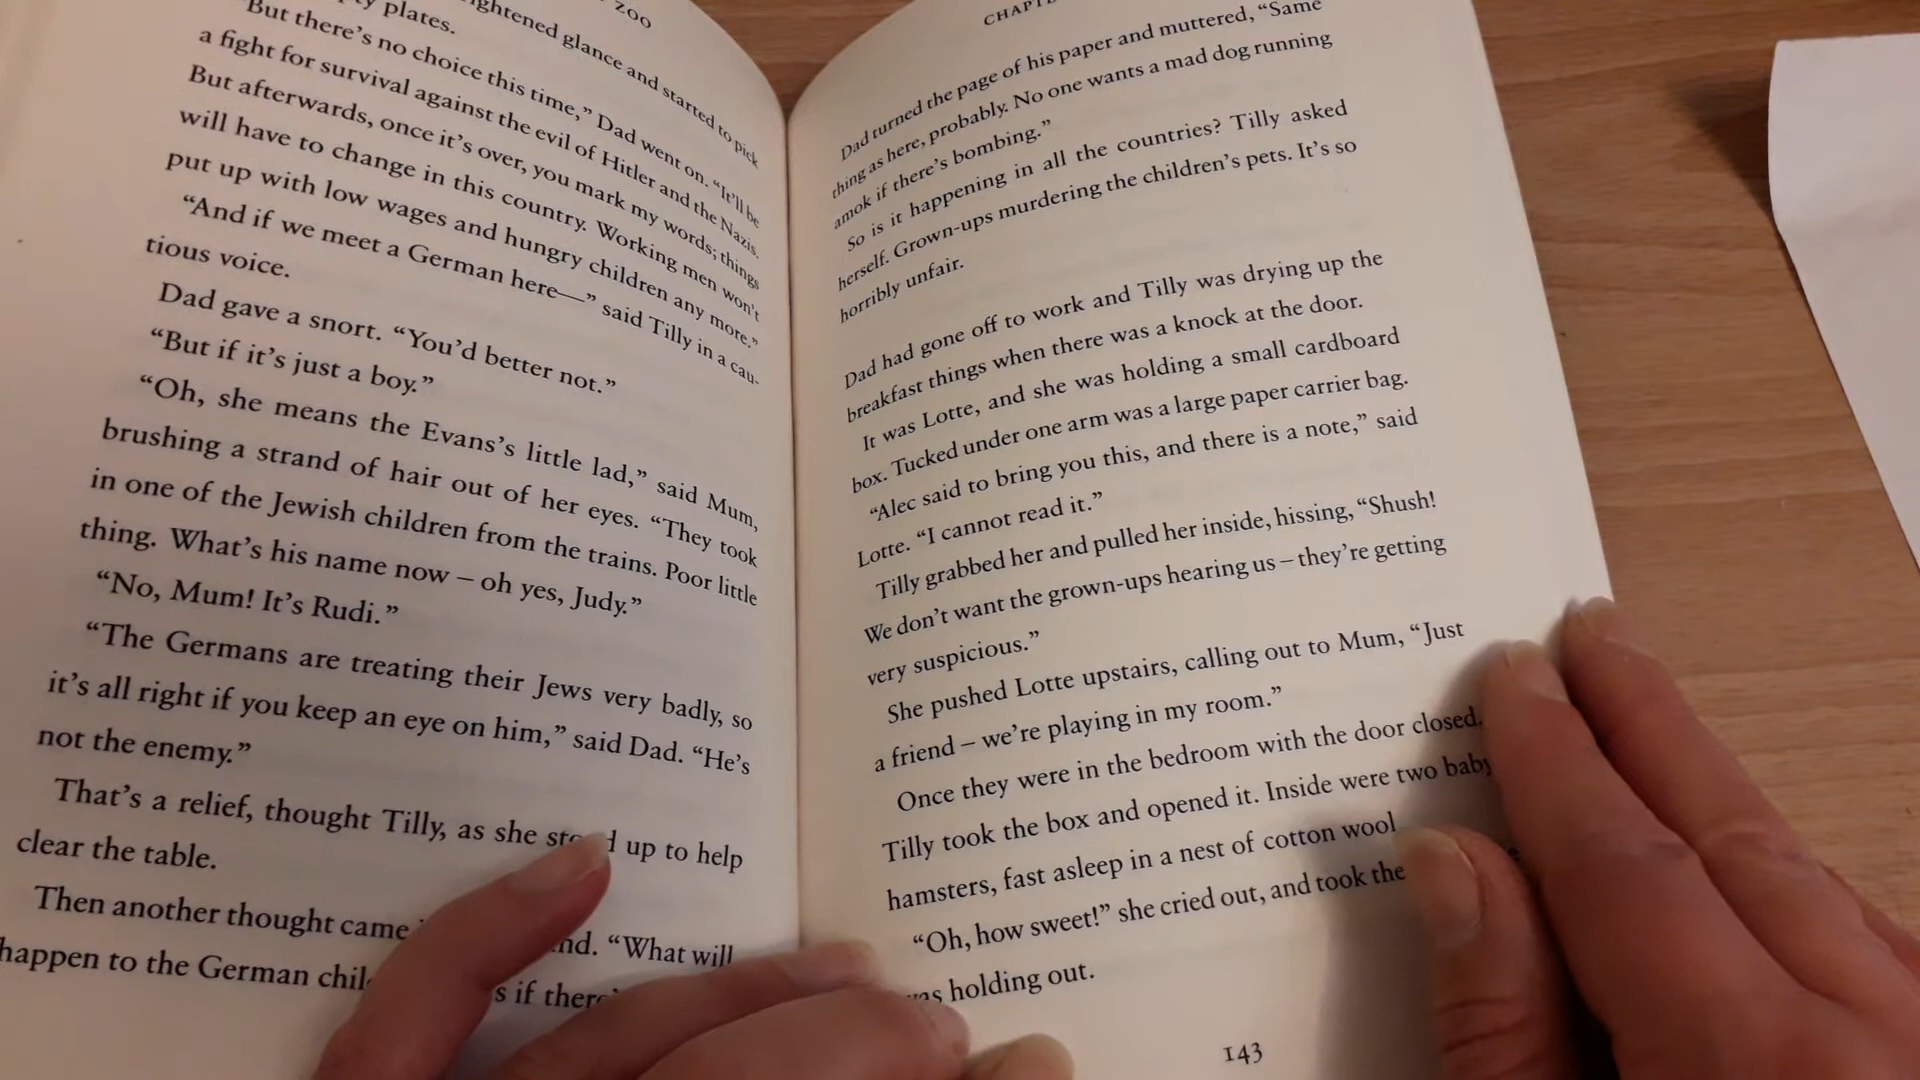 ZOO
ightened glance and started to pick
ty plates.
"But there's no choice this time," Dad went on. "It'll be
a fight for survival against the evil of Hitler and the Nazis.
But afterwards, once it's over, you mark my words; things
will have to change in this country. Working men won't
put up with low wages and hungry children any more."
"And if we meet a German here—" said Tilly in a cau-
tious voice.
Dad gave a snort. "You'd better not."
"But if it's just a boy."
"Oh, she means the Evans's little lad," said Mum,
brushing a strand of hair out of her eyes. "They took
in one of the Jewish children from the trains. Poor little
thing. What's his name now – oh yes, Judy."
"No, Mum! It's Rudi."
"The Germans are treating their Jews very badly, so
it's all right if you keep an eye on him," said Dad. "He's
not the enemy."
That's a relief, thought Tilly, as she stood up to help
clear the table.
Then another thought came nd. "What will
happen to the German chil s if there'
CHAPTE
Dad turned the page of his paper and muttered, "Same
thing as here, probably. No one wants a mad dog running
amok if there's bombing."
So is it happening in all the countries? Tilly asked
herself. Grown-ups murdering the children's pets. It's so
horribly unfair.
Dad had gone off to work and Tilly was drying up the
breakfast things when there was a knock at the door.
It was Lotte, and she was holding a small cardboard
box. Tucked under one arm was a large paper carrier bag.
"Alec said to bring you this, and there is a note," said
Lotte. "I cannot read it."
Tilly grabbed her and pulled her inside, hissing, "Shush!
We don't want the grown-ups hearing us – they're getting
very suspicious."
She pushed Lotte upstairs, calling out to Mum, "Just
a friend – we're playing in my room."
Once they were in the bedroom with the door closed,
Tilly took the box and opened it. Inside were two baby
hamsters, fast asleep in a nest of cotton wool
"Oh, how sweet!" she cried out, and took the
was holding out.
143